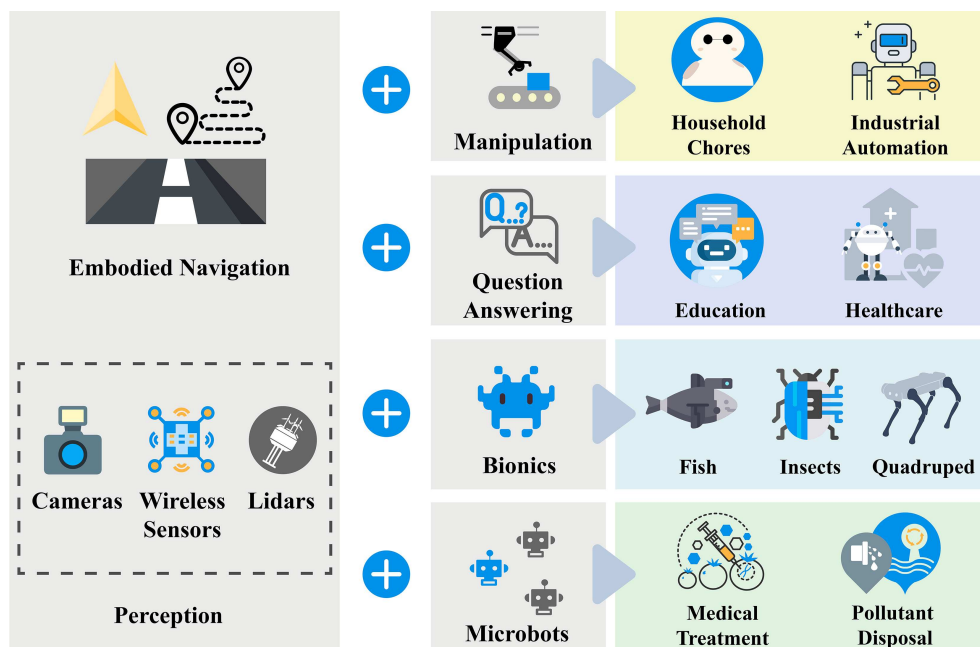 Embodied Navigation
Cameras
Wireless
Sensors
Lidars
Perception
Manipulation
Household
Chores
Industrial
Automation
Q...?
A...
Question
Answering
Education
Healthcare
Bionics
Fish
Insects
Quadruped
Microbots
Medical
Treatment
Pollutant
Disposal